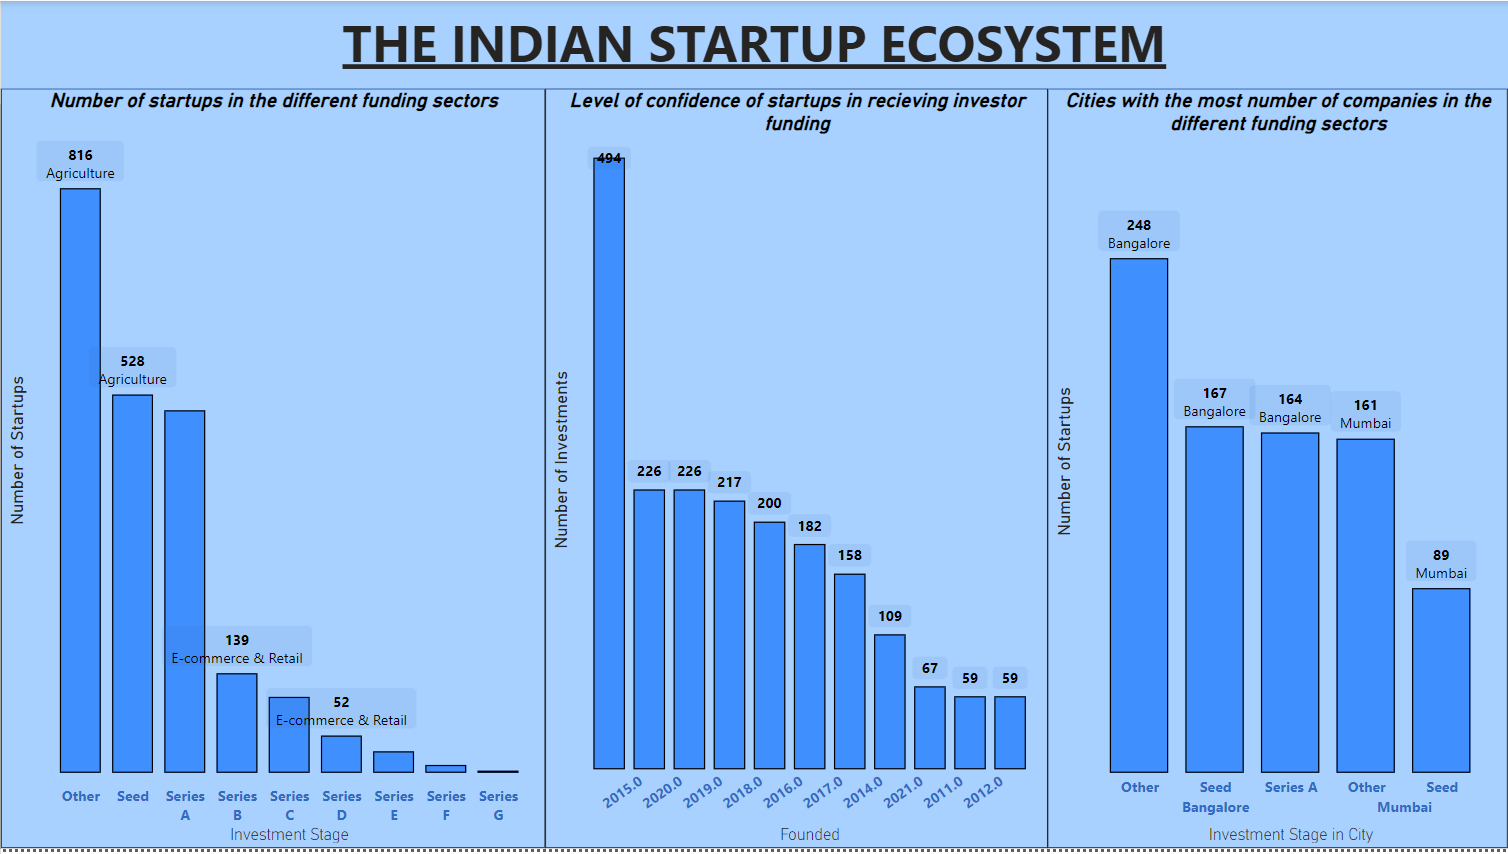 THE INDIAN STARTUP ECOSYSTEM
Number of startups in the different funding sectors
816
Agriculture
528
Agriculture
139
E-commerce & Retail
52
E-commerce & Retail
Number of Startups
Other
Seed
Series
A
Series
B
Series
C
Series
D
Series
E
Series
F
Series
G
Investment Stage
Level of confidence of startups in recieving investor
funding
494
226
226
217
200
182
158
109
67
59
59
Number of Investments
2015.0
2020.0
2019.0
2018.0
2016.0
2017.0
2014.0
2021.0
2011.0
2012.0
Founded
Cities with the most number of companies in the
different funding sectors
248
Bangalore
167
Bangalore
164
Bangalore
161
Mumbai
89
Mumbai
Number of Startups
Other
Seed
Series A
Other
Seed
Bangalore
Mumbai
Investment Stage in City